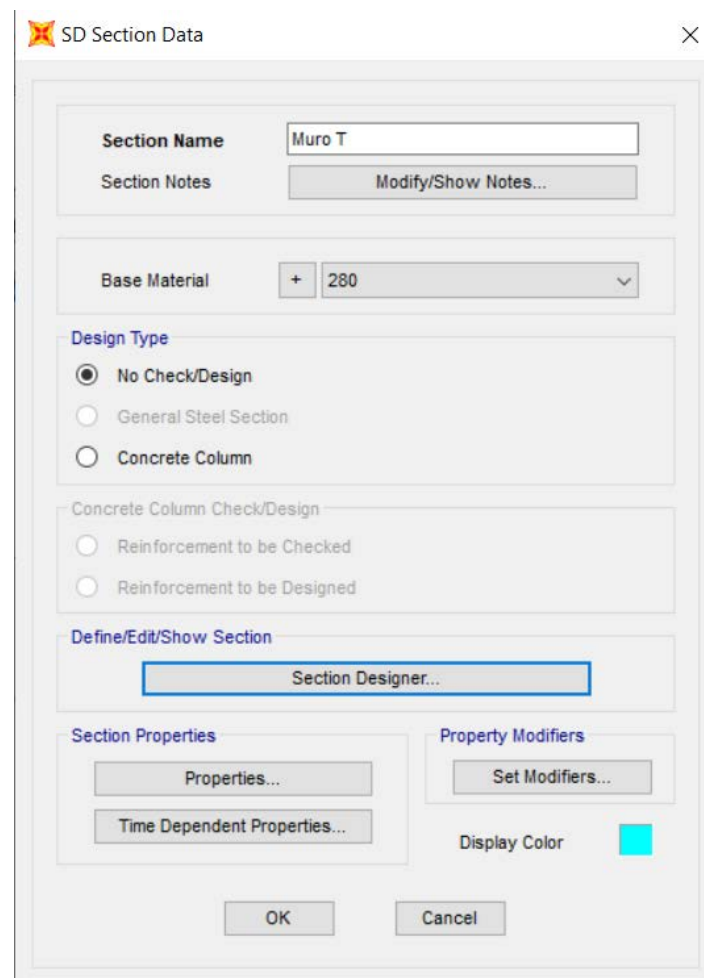 SD Section Data
Section Name Muro T
Section Notes Modify/Show Notes...
Base Material + 280
Design Type
No Check/Design
General Steel Section
Concrete Column
Concrete Column Check/Design
Reinforcement to be Checked
Reinforcement to be Designed
Define/Edit/Show Section
Section Designer...
Section Properties
Properties...
Time Dependent Properties...
Property Modifiers
Set Modifiers...
Display Color
OK Cancel